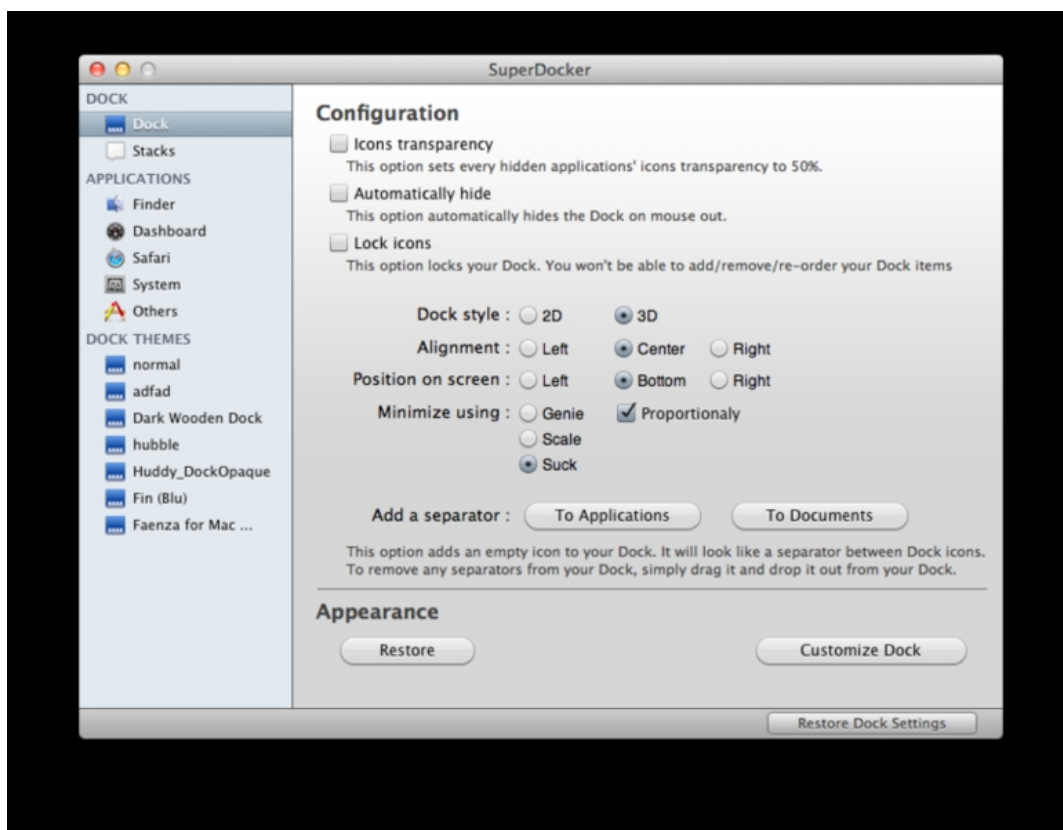 SuperDocker
DOCK
Dock
Stacks
APPLICATIONS
Finder
Dashboard
Safari
System
Others
DOCK THEMES
normal
adfad
Dark Wooden Dock
hubble
Huddy_DockOpaque
Fin (Blu)
Faenza for Mac ...
Configuration
Icons transparency
This option sets every hidden applications' icons transparency to 50%.
Automatically hide
This option automatically hides the Dock on mouse out.
Lock icons
This option locks your Dock. You won't be able to add/remove/re-order your Dock items
Dock style : 2D 3D
Alignment : Left Center Right
Position on screen : Left Bottom Right
Minimize using : Genie Proportionaly
Scale
Suck
Add a separator : To Applications To Documents
This option adds an empty icon to your Dock. It will look like a separator between Dock icons.
To remove any separators from your Dock, simply drag it and drop it out from your Dock.
Appearance
Restore Customize Dock
Restore Dock Settings